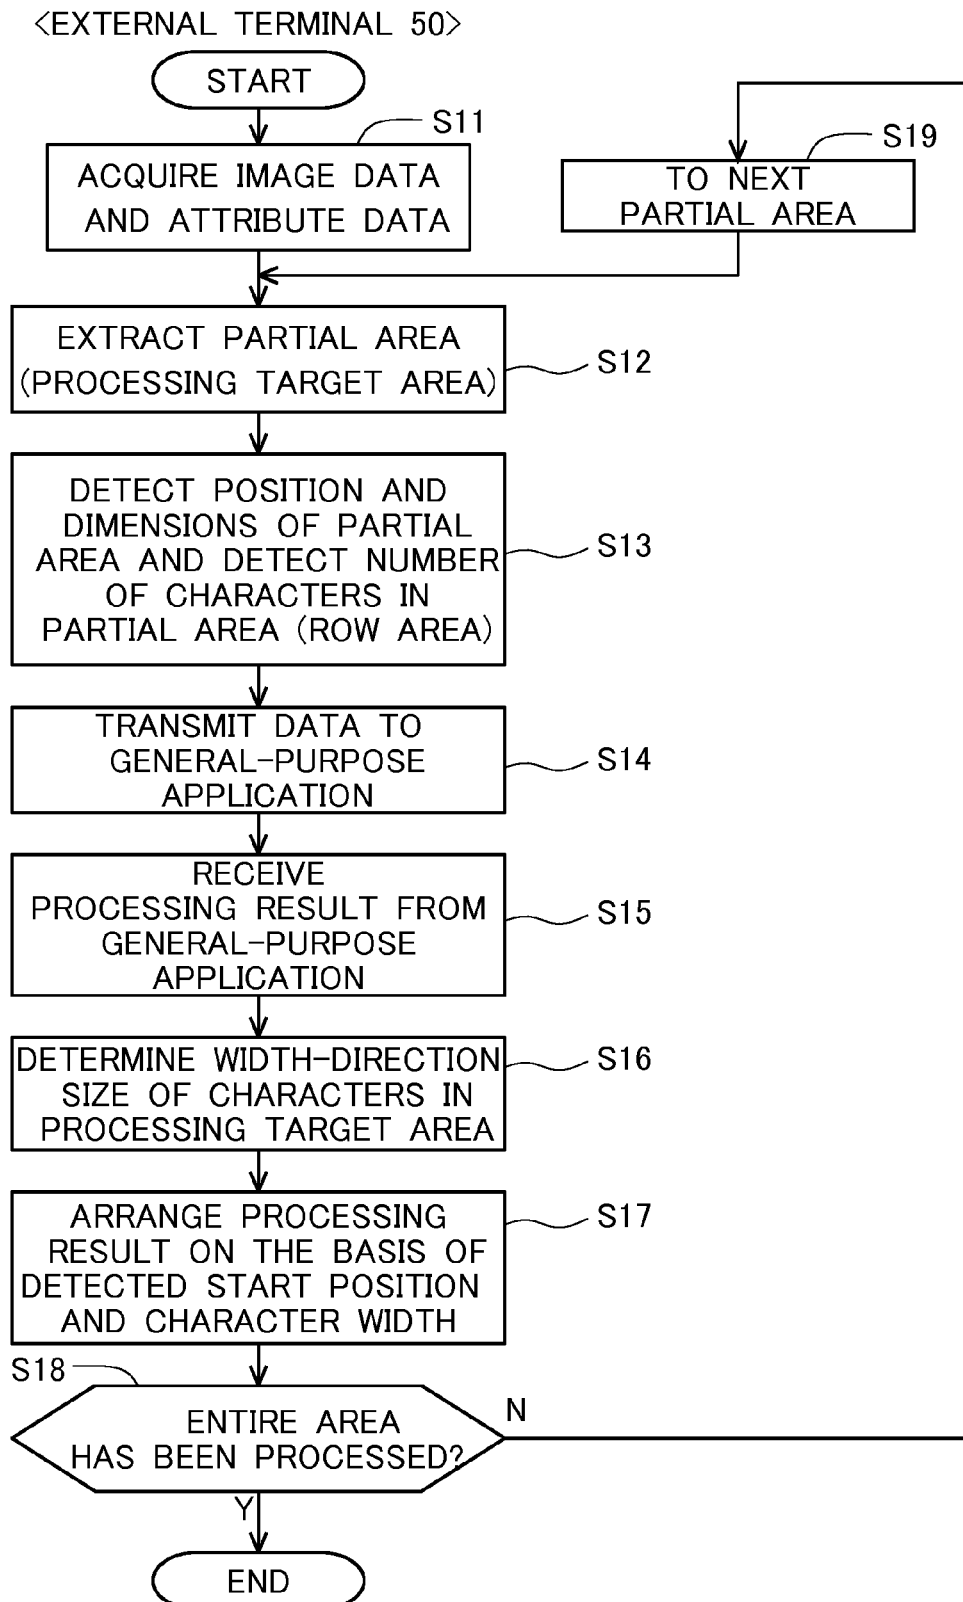 <EXTERNAL TERMINAL 50>
START
S11
ACQUIRE IMAGE DATA
AND ATTRIBUTE DATA
S19
TO NEXT
PARTIAL AREA
EXTRACT PARTIAL AREA
(PROCESSING TARGET AREA)
S12
DETECT POSITION AND
DIMENSIONS OF PARTIAL
AREA AND DETECT NUMBER
OF CHARACTERS IN
PARTIAL AREA (ROW AREA)
S13
TRANSMIT DATA TO
GENERAL-PURPOSE
APPLICATION
S14
RECEIVE
PROCESSING RESULT FROM
GENERAL-PURPOSE
APPLICATION
S15
DETERMINE WIDTH-DIRECTION
SIZE OF CHARACTERS IN
PROCESSING TARGET AREA
S16
ARRANGE PROCESSING
RESULT ON THE BASIS OF
DETECTED START POSITION
AND CHARACTER WIDTH
S17
S18
ENTIRE AREA
HAS BEEN PROCESSED?
N
Y
END